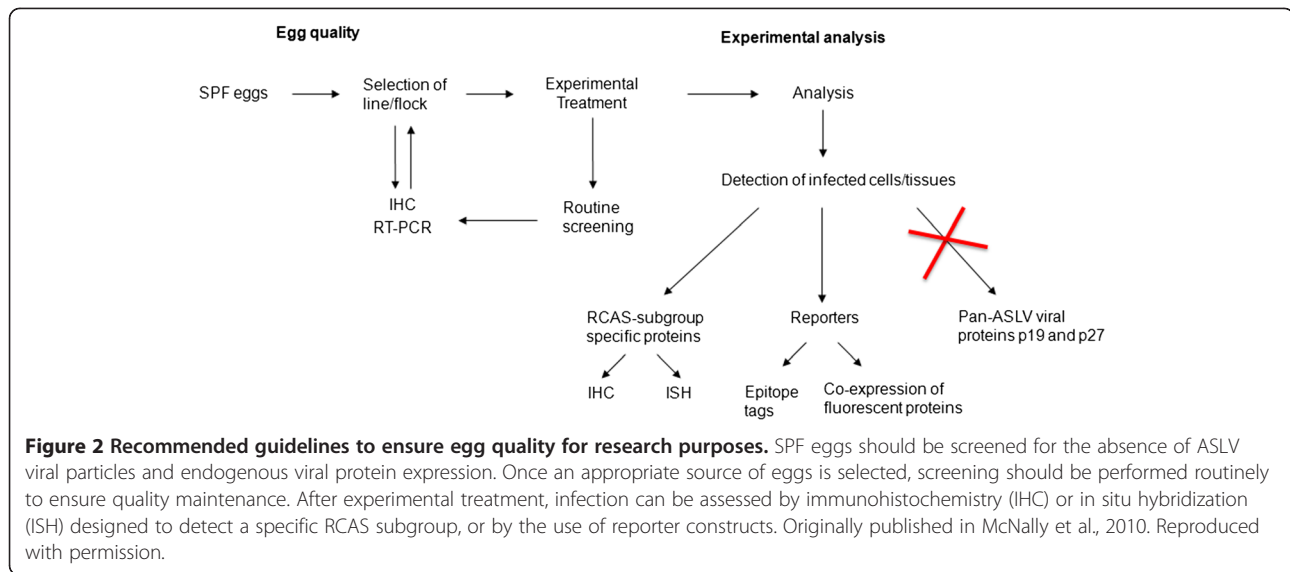 Egg quality
Experimental analysis
SPF eggs
Selection of
line/flock
Experimental
Treatment
Analysis
IHC
RT-PCR
Routine
screening
Detection of infected cells/tissues
RCAS-subgroup
specific proteins
Reporters
Pan-ASLV viral
proteins p19 and p27
IHC
ISH
Epitope
tags
Co-expression of
fluorescent proteins
Figure 2 Recommended guidelines to ensure egg quality for research purposes. SPF eggs should be screened for the absence of ASLV
viral particles and endogenous viral protein expression. Once an appropriate source of eggs is selected, screening should be performed routinely
to ensure quality maintenance. After experimental treatment, infection can be assessed by immunohistochemistry (IHC) or in situ hybridization
(ISH) designed to detect a specific RCAS subgroup, or by the use of reporter constructs. Originally published in McNally et al., 2010. Reproduced
with permission.